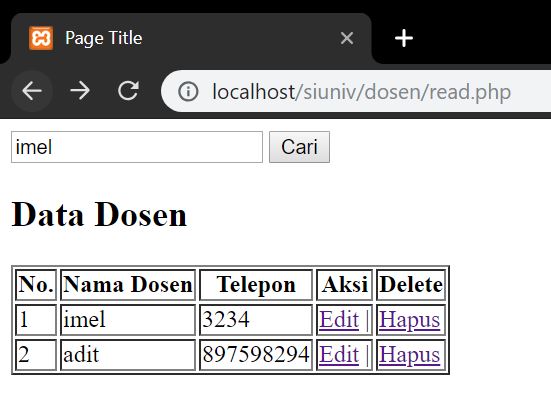 Page Title
localhost/siuniv/dosen/read.php
imel Cari
Data Dosen
No. Nama Dosen Telepon Aksi Delete
1 imel 3234 Edit | Hapus
2 adit 897598294 Edit | Hapus